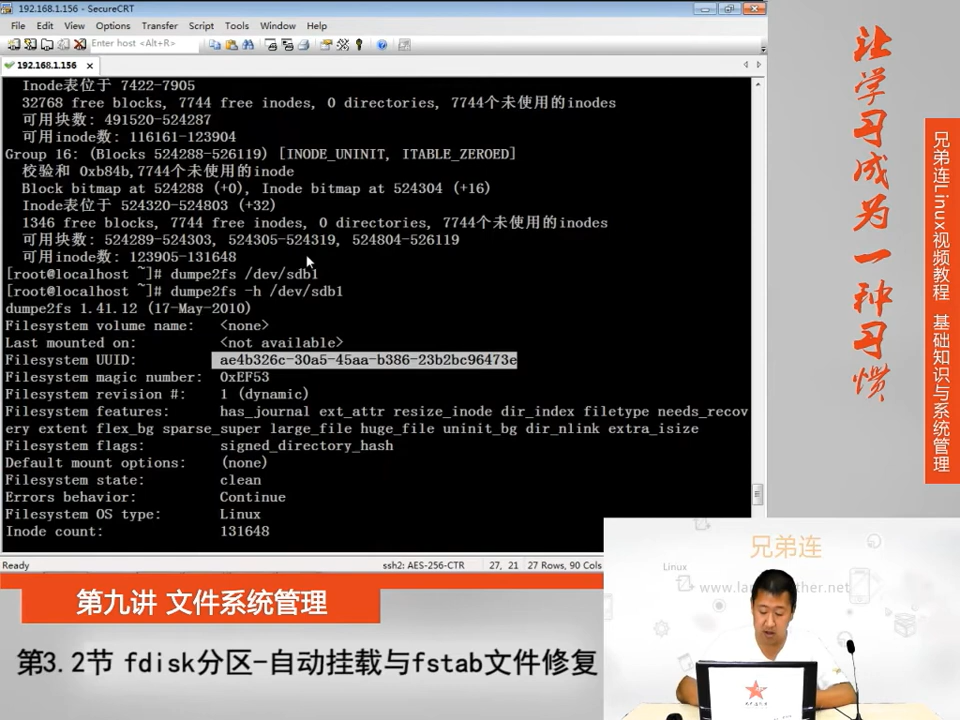 192.168.1.156 - SecureCRT
File Edit View Options Transfer Script Tools Window Help
Enter host <Alt+R>
192.168.1.156
Inode表位于 7422-7905
32768 free blocks, 7744 free inodes, 0 directories, 7744个未使用的inodes
可用块数: 491520-524287
可用inode数: 116161-123904
Group 16: (Blocks 524288-526119) [INODE_UNINIT, ITABLE_ZEROED]
校验和 0xb84b,7744个未使用的inode
Block bitmap at 524288 (+0), Inode bitmap at 524304 (+16)
Inode表位于 524320-524803 (+32)
1346 free blocks, 7744 free inodes, 0 directories, 7744个未使用的inodes
可用块数: 524289-524303, 524305-524319, 524804-526119
可用inode数: 123905-131648
[root@localhost ~]# dumpe2fs /dev/sdb1
[root@localhost ~]# dumpe2fs -h /dev/sdb1
dumpe2fs 1.41.12 (17-May-2010)
Filesystem volume name: <none>
Last mounted on: <not available>
Filesystem UUID: ae4b326c-30a5-45aa-b386-23b2bc96473e
Filesystem magic number: 0xEF53
Filesystem revision #: 1 (dynamic)
Filesystem features: has_journal ext_attr resize_inode dir_index filetype needs_recov
ery extent flex_bg sparse_super large_file huge_file uninit_bg dir_nlink extra_isize
Filesystem flags: signed_directory_hash
Default mount options: (none)
Filesystem state: clean
Errors behavior: Continue
Filesystem OS type: Linux
Inode count: 131648
Ready ssh2: AES-256-CTR 27, 21 27 Rows, 90 Cols
让学习成为一种习惯
兄弟连Linux视频教程 基础知识与系统管理
兄弟连
Linux
第九讲 文件系统管理
第3.2节 fdisk分区-自动挂载与fstab文件修复